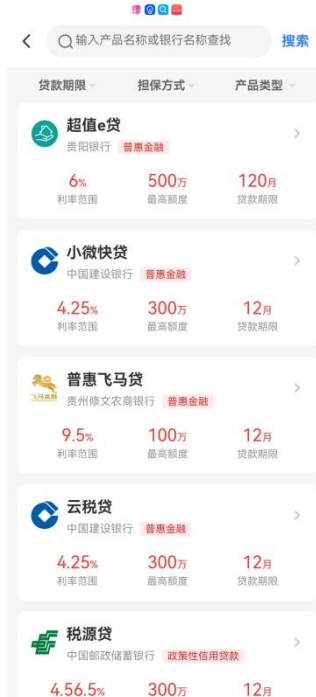 输入产品名称或银行名称查找 搜索
贷款期限 担保方式 产品类型
超值e贷
贵阳银行 普惠金融
6% 500万 120月
利率范围 最高额度 贷款期限
小微快贷
中国建设银行 普惠金融
4.25% 300万 12月
利率范围 最高额度 贷款期限
普惠飞马贷
飞马金融 贵州修文农商银行 普惠金融
9.5% 100万 12月
利率范围 最高额度 贷款期限
云税贷
中国建设银行 普惠金融
4.25% 300万 12月
利率范围 最高额度 贷款期限
税源贷
中国邮政储蓄银行 政策性信用贷款
4.56.5% 300万 12月